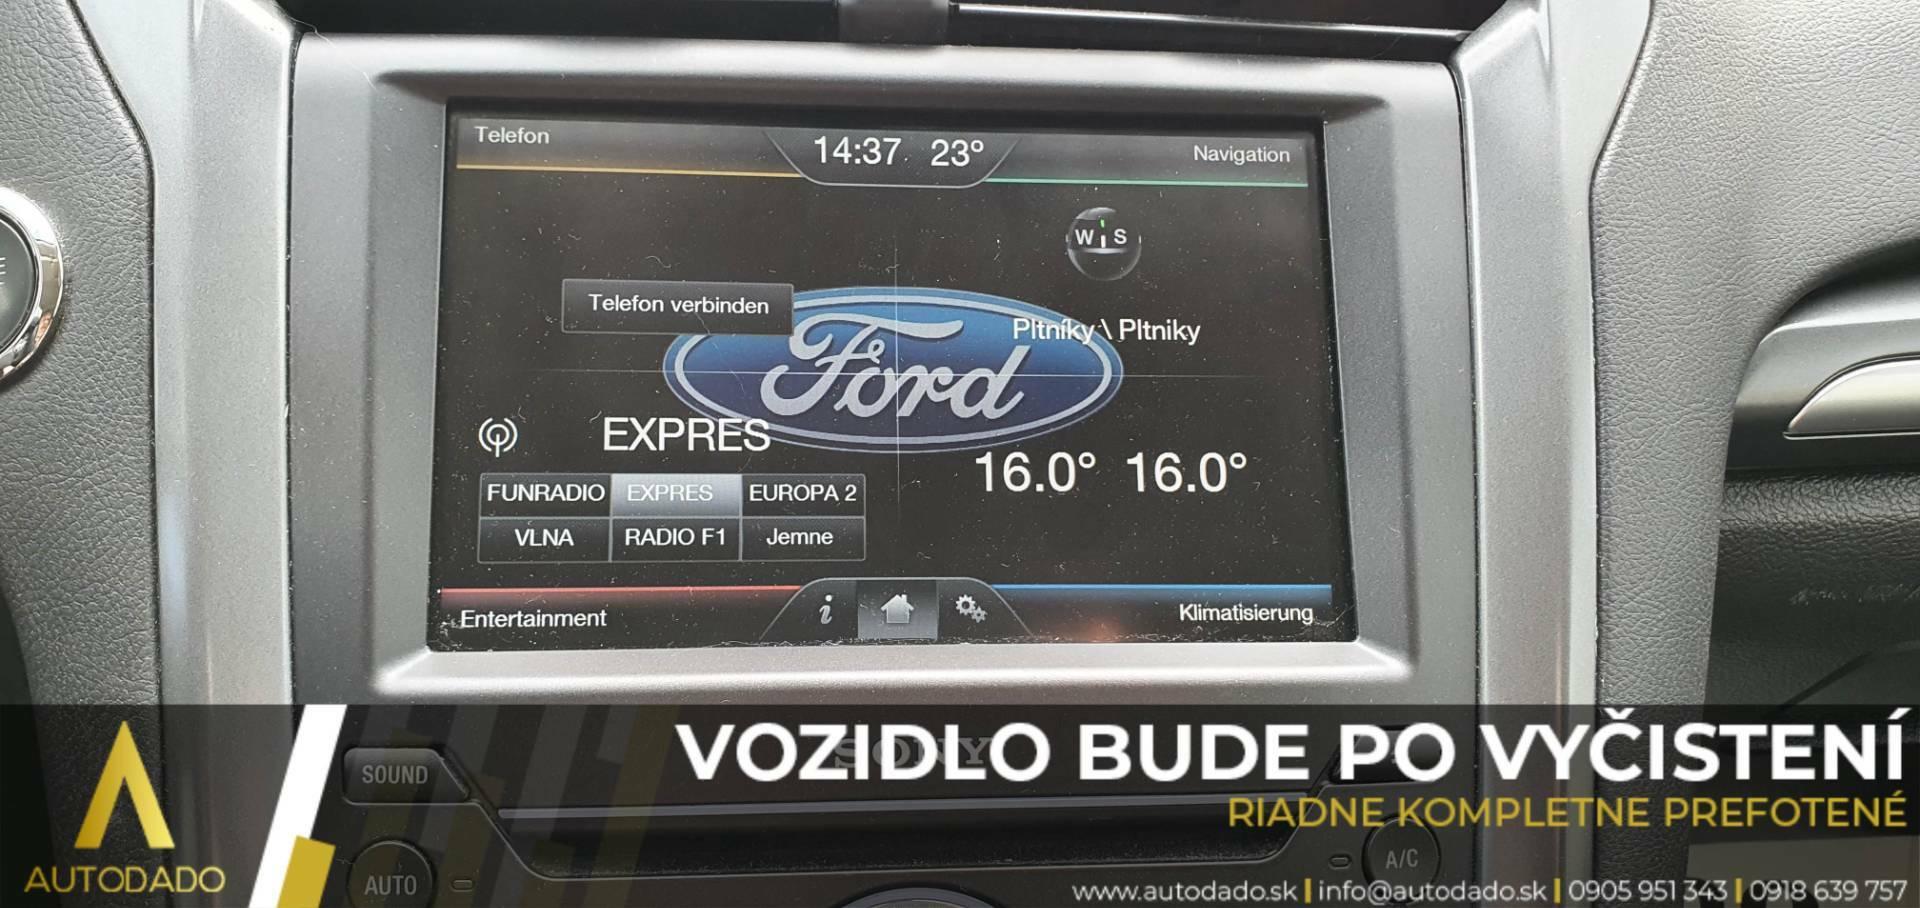 Telefon
14:37 23°
Navigation
W S
Telefon verbinden
Pltníky \ Pltniky
Ford
EXPRES
16.0° 16.0°
FUNRADIO EXPRES EUROPA 2
VLNA RADIO F1 Jemne
Entertainment
i
Klimatisierung
SONY
VOZIDLO BUDE PO VYČISTENÍ
SOUND
RIADNE KOMPLETNE PREFOTENÉ
A/C
AUTO
AUTODADO
www.autodado.sk | info@autodado.sk | 0905 951 343 | 0918 639 757